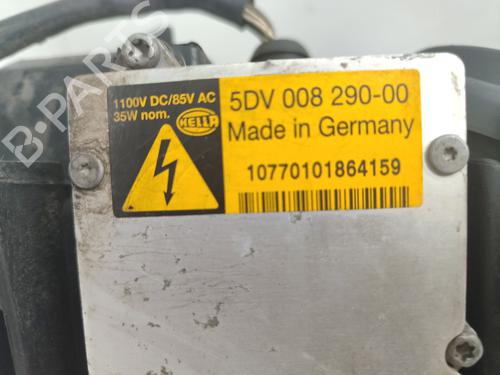 1100V DC/85V AC
35W nom.
HELLA
5DV 008 290-00
Made in Germany
10770101864159
B-PARTS